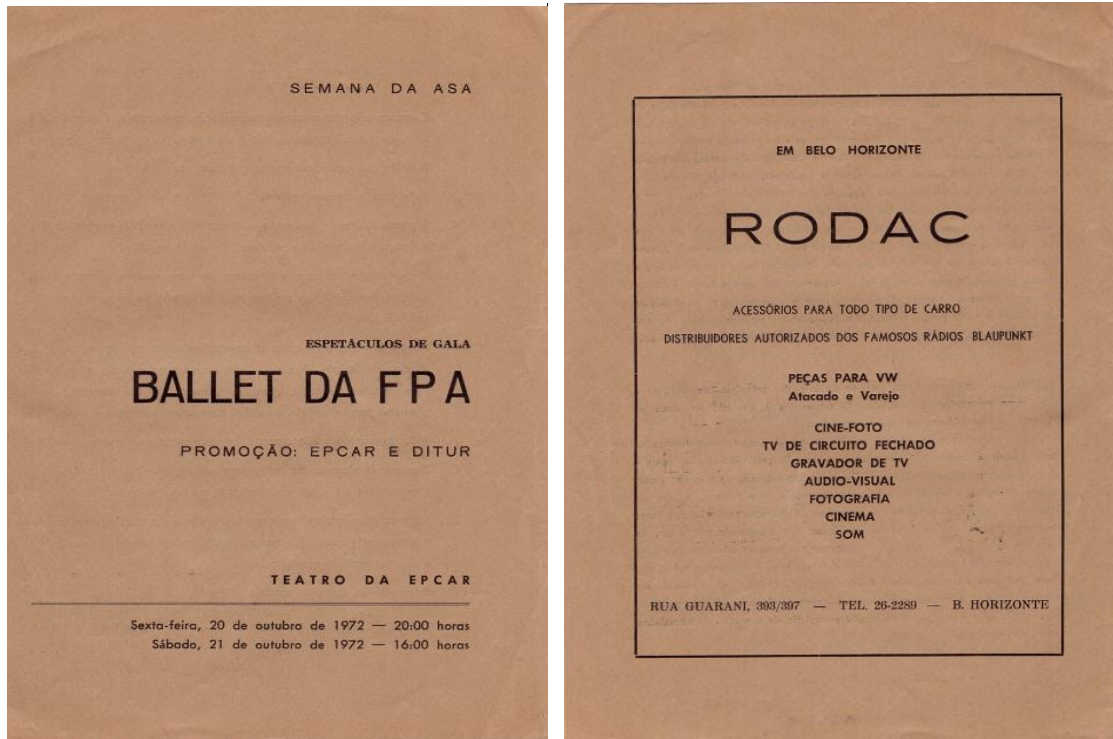 SEMANA DA ASA
ESPETÁCULOS DE GALA
BALLET DA FPA
PROMOÇÃO: EPCAR E DITUR
TEATRO DA EPCAR
Sexta-feira, 20 de outubro de 1972 — 20:00 horas
Sábado, 21 de outubro de 1972 — 16:00 horas
EM BELO HORIZONTE
RODAC
ACESSÓRIOS PARA TODO TIPO DE CARRO
DISTRIBUIDORES AUTORIZADOS DOS FAMOSOS RÁDIOS BLAUPUNKT
PEÇAS PARA VW
Atacado e Varejo
CINE-FOTO
TV DE CIRCUITO FECHADO
GRAVADOR DE TV
AUDIO-VISUAL
FOTOGRAFIA
CINEMA
SOM
RUA GUARANI, 393/397 — TEL. 26-2289 — B. HORIZONTE